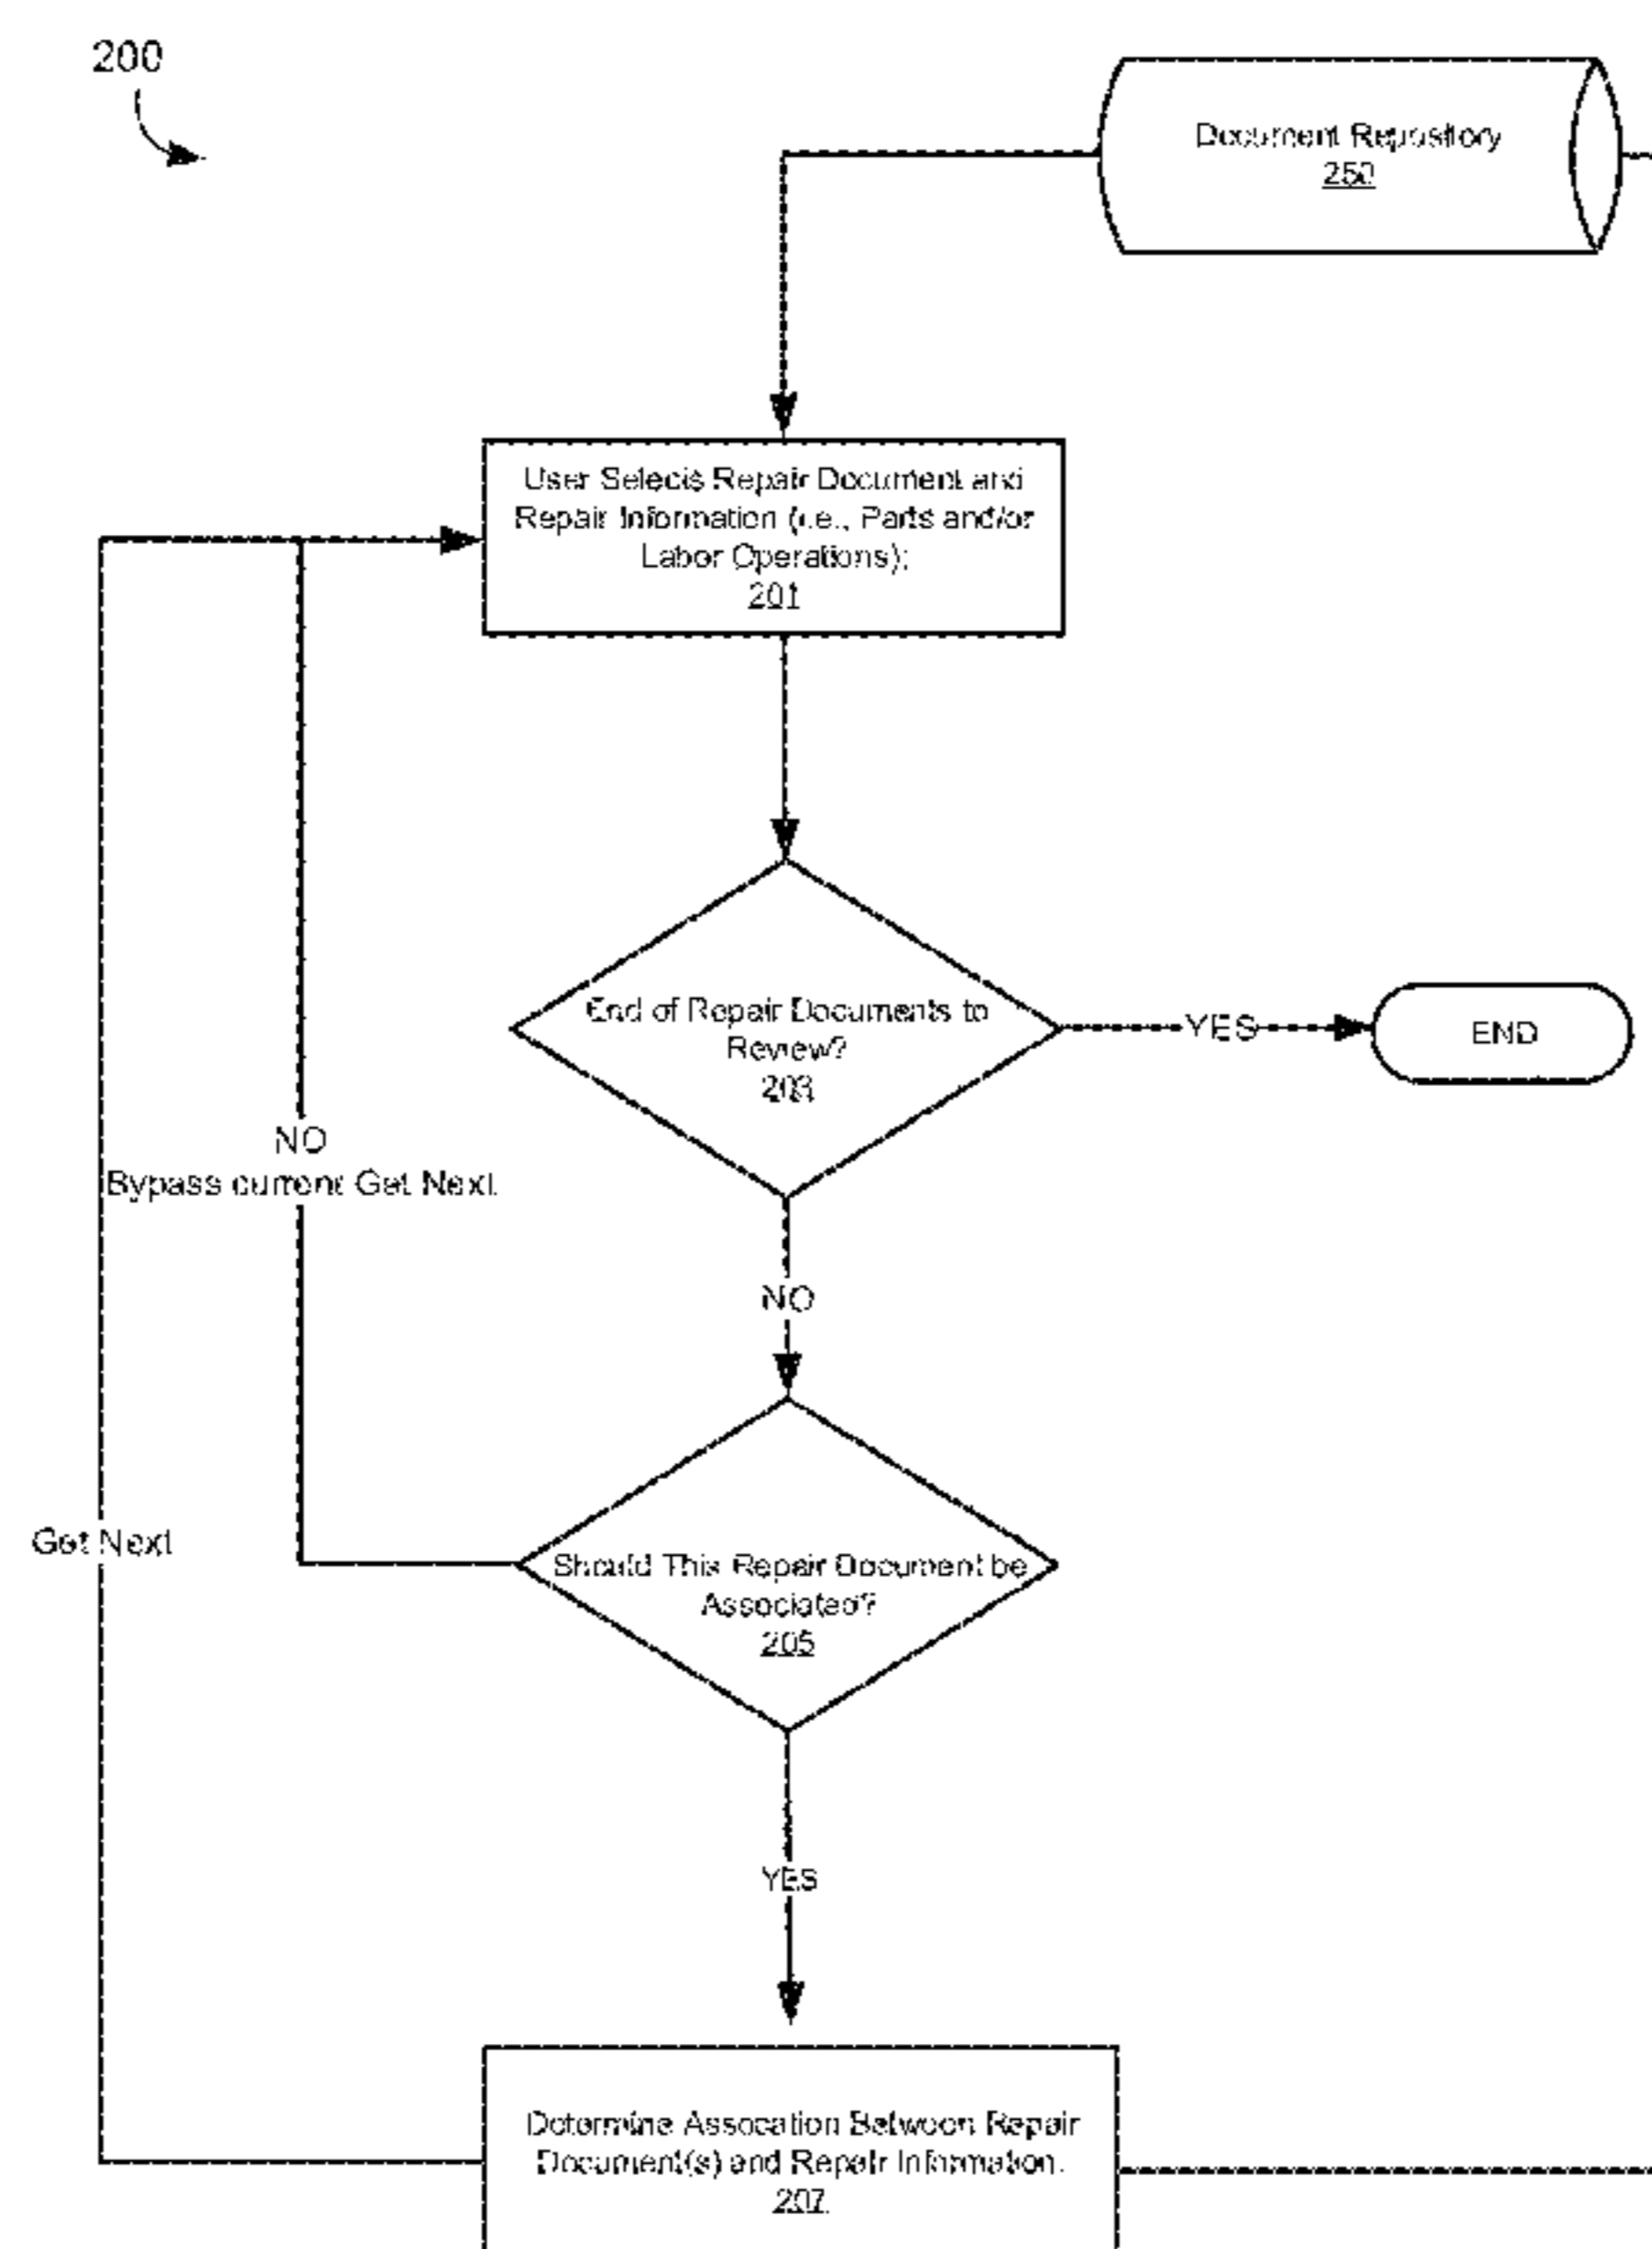 200
Document Repository
250
User Selects Repair Document and
Repair Information (i.e., Parts and/or
Labor Operations);
201
End of Repair Documents to
Review?
203
YES
END
NO
Bypass current Get Next
NO
Get Next
Should This Repair Document be
Associated?
205
YES
Determine Assocation Between Repair
Document(s) and Repair Information.
207